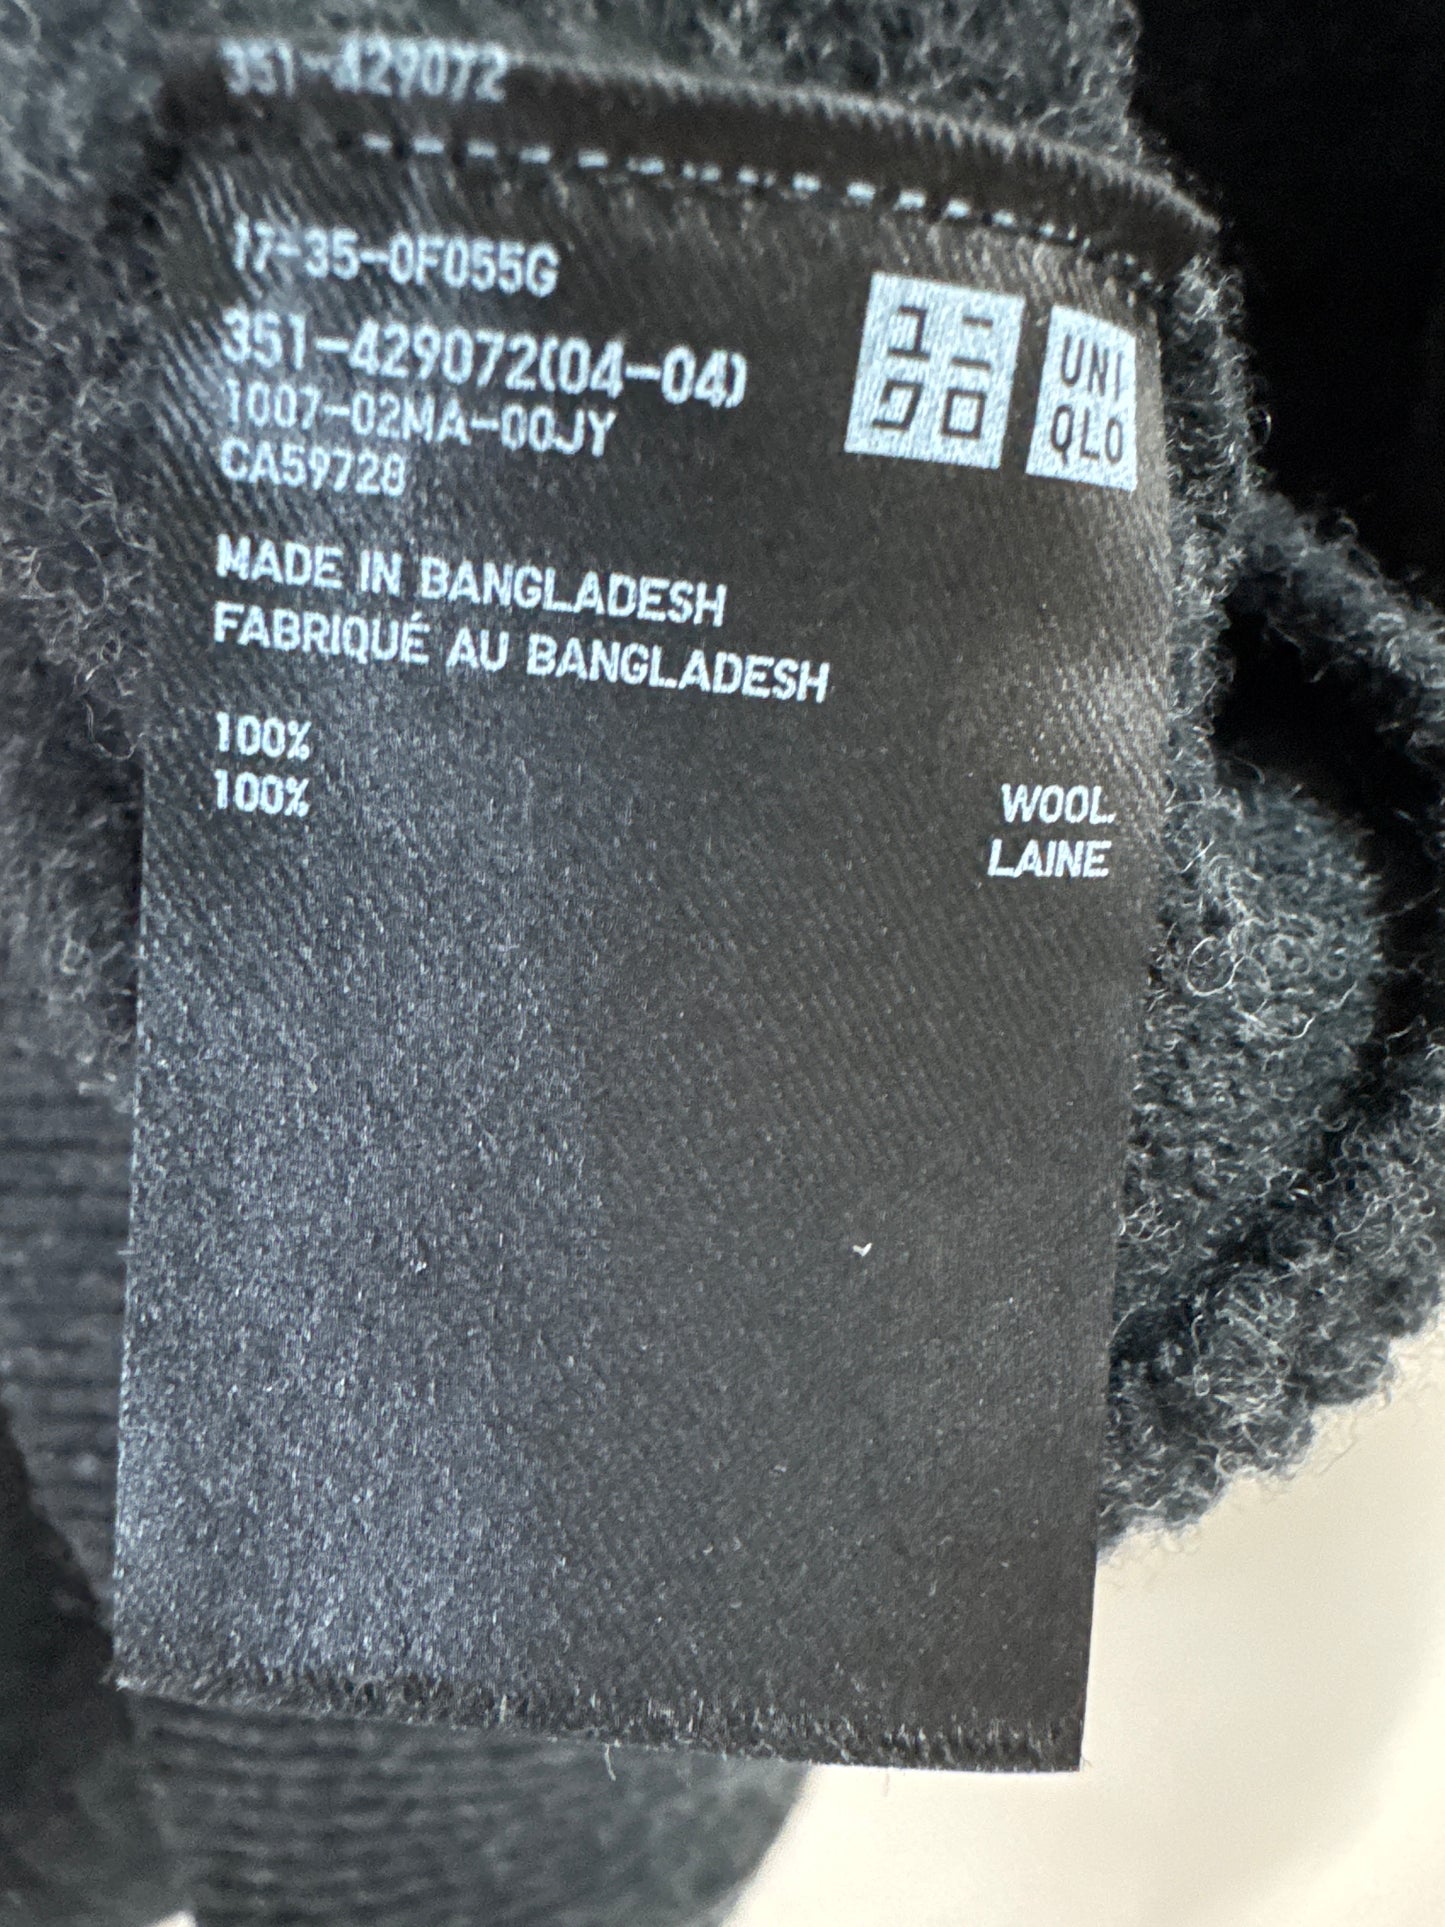 351-429072
17-35-0F055G
351-429072(04-04)
1007-02MA-00JY
CA59728
ユニ
クロ
UNI
QLO
MADE IN BANGLADESH
FABRIQUÉ AU BANGLADESH
100% WOOL
100% LAINE